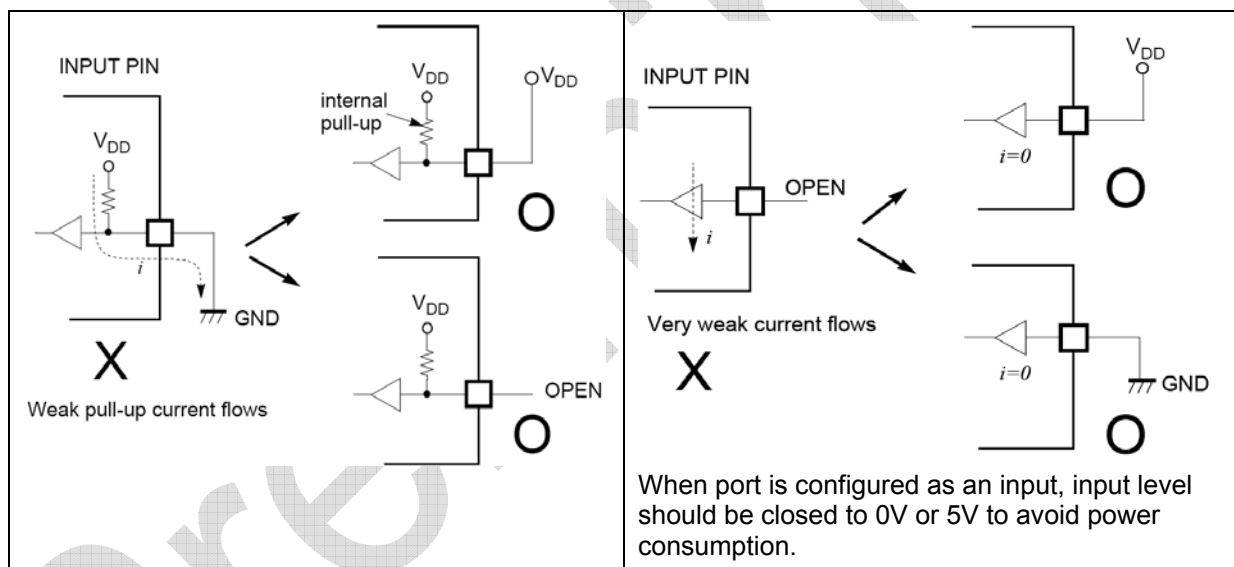 INPUT PIN
VDD
i
GND
X
Weak pull-up current flows
internal
pull-up
VDD
VDD
O
VDD
OPEN
O
INPUT PIN
OPEN
i
Very weak current flows
X
VDD
i=0
O
i=0
GND
O
When port is configured as an input, input level
should be closed to 0V or 5V to avoid power
consumption.